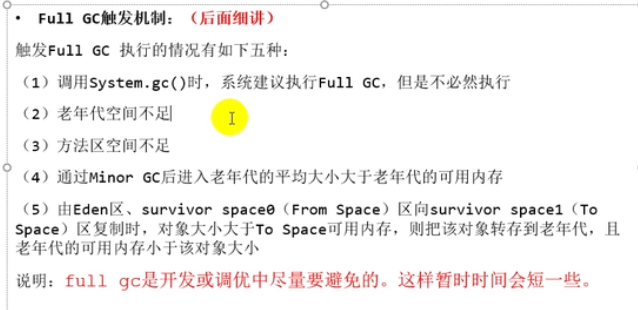 • Full GC触发机制：（后面细讲）
触发Full GC 执行的情况有如下五种：
（1）调用System.gc()时，系统建议执行Full GC，但是不必然执行
（2）老年代空间不足
（3）方法区空间不足
（4）通过Minor GC后进入老年代的平均大小大于老年代的可用内存
（5）由Eden区、survivor space0（From Space）区向survivor space1（To
Space）区复制时，对象大小大于To Space可用内存，则把该对象转存到老年代，且
老年代的可用内存小于该对象大小
说明：full gc是开发或调优中尽量要避免的。这样暂时时间会短一些。